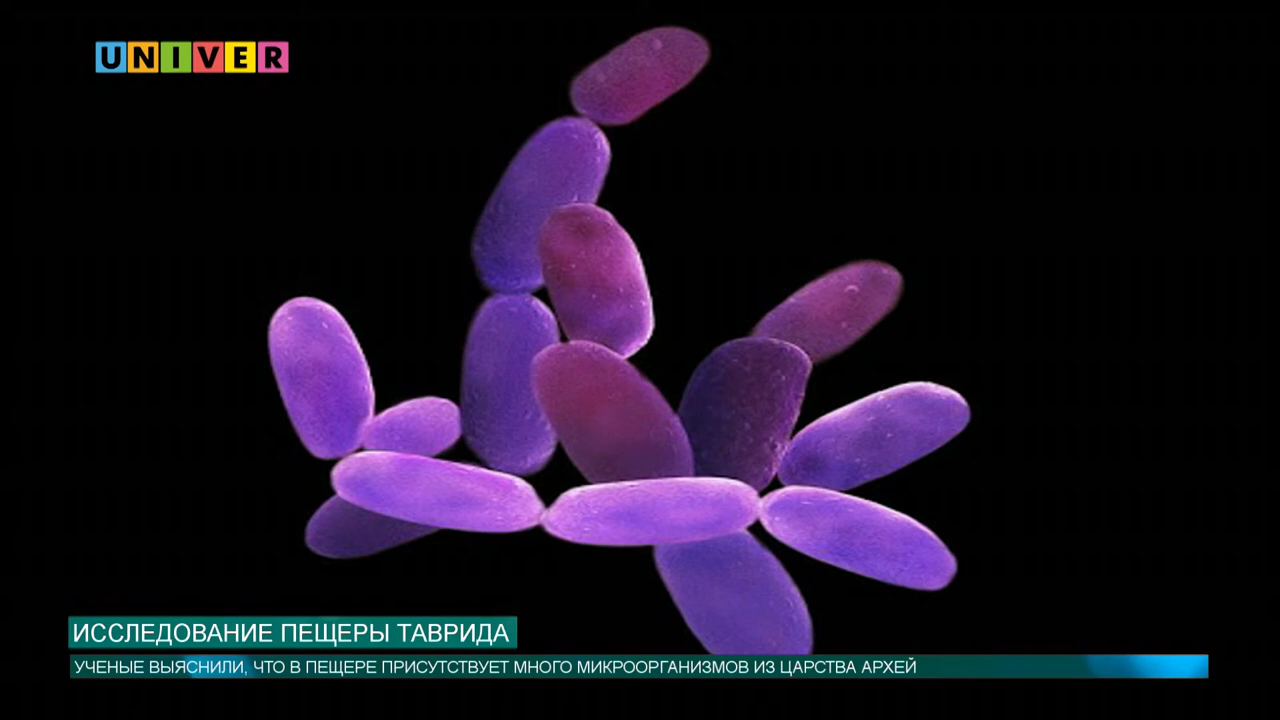 UNIVER
ИССЛЕДОВАНИЕ ПЕЩЕРЫ ТАВРИДА
УЧЕНЫЕ ВЫЯСНИЛИ, ЧТО В ПЕЩЕРЕ ПРИСУТСТВУЕТ МНОГО МИКРООРГАНИЗМОВ ИЗ ЦАРСТВА АРХЕЙ